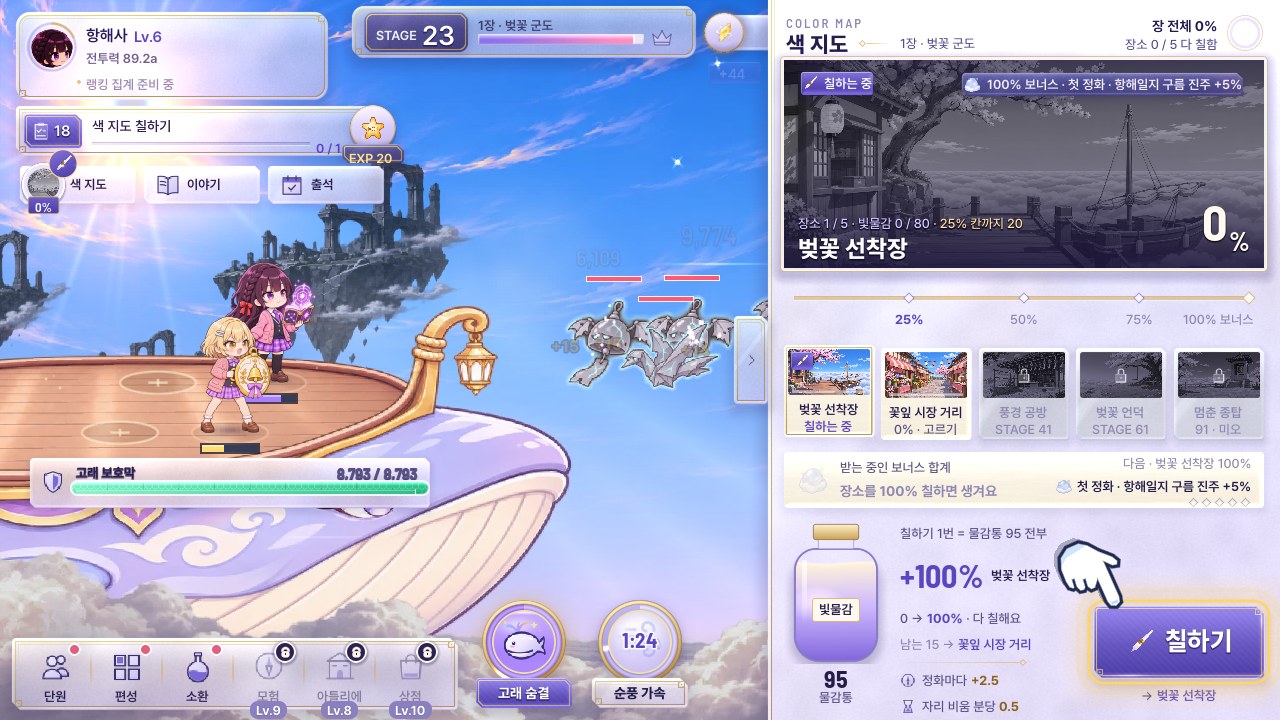 항해사 Lv.6
전투력 89.2a
랭킹 집계 준비 중
STAGE 23
1장 · 벚꽃 군도
+44
18
색 지도 칠하기
0 / 1
EXP 20
색 지도
0%
이야기
출석
6,109
9,774
고래 보호막
8,793 / 8,793
단원
편성
소환
모험
Lv.9
아틀리에
Lv.8
상점
Lv.10
고래 숨결
1:24
순풍 가속
COLOR MAP
색 지도
1장 · 벚꽃 군도
장 전체 0%
장소 0 / 5 다 칠함
칠하는 중
100% 보너스 · 첫 정화 · 항해일지 구름 진주 +5%
장소 1 / 5 · 빛물감 0 / 80 · 25% 칸까지 20
벚꽃 선착장
0%
25%
50%
75%
100% 보너스
벚꽃 선착장
칠하는 중
꽃잎 시장 거리
0% · 고르기
풍경 공방
STAGE 41
벚꽃 언덕
STAGE 61
멈춘 종탑
91 · 미오
받는 중인 보너스 합계
장소를 100% 칠하면 생겨요
다음 · 벚꽃 선착장 100%
첫 정화 · 항해일지 구름 진주 +5%
빛물감
95
물감통
칠하기 1번 = 물감통 95 전부
+100% 벚꽃 선착장
0 → 100% · 다 칠해요
남는 15 → 꽃잎 시장 거리
정화마다 +2.5
자리 비움 분당 0.5
칠하기
→ 벚꽃 선착장